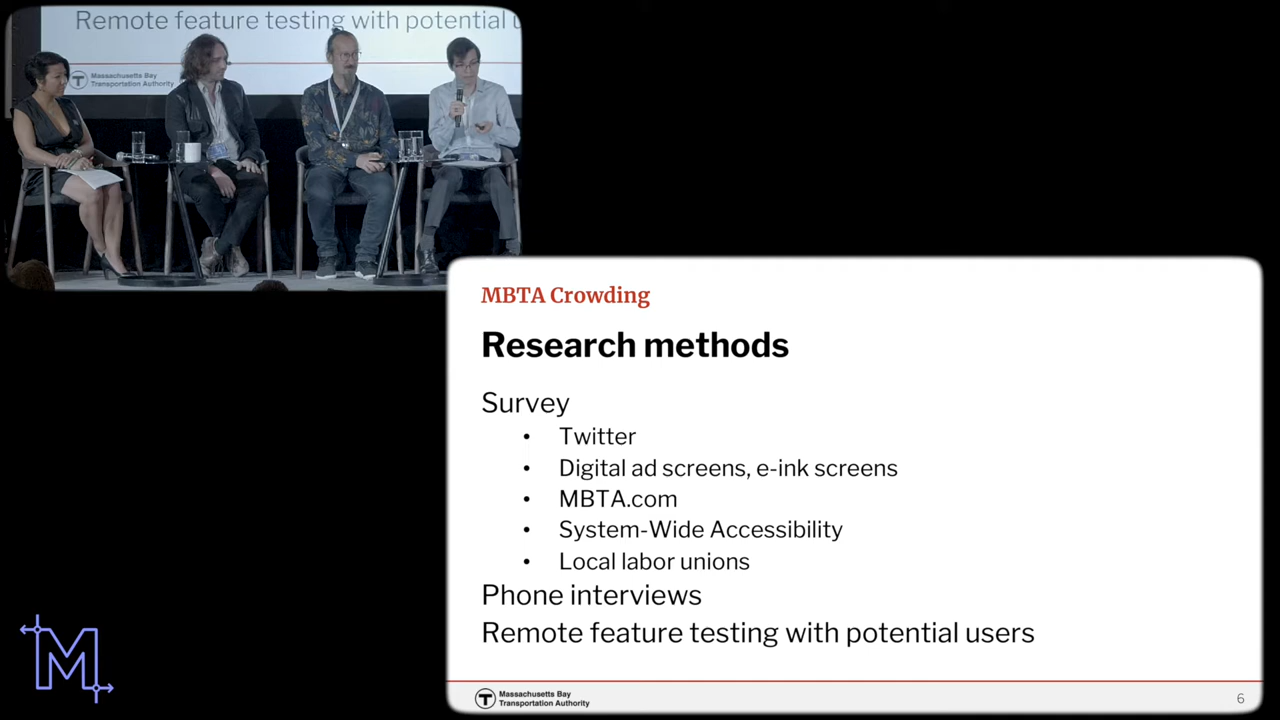 Remote feature testing with potential u
Massachusetts Bay
Transportation Authority
MBTA Crowding
Research methods
Survey
• Twitter
• Digital ad screens, e-ink screens
• MBTA.com
• System-Wide Accessibility
• Local labor unions
Phone interviews
Remote feature testing with potential users
T Massachusetts Bay
Transportation Authority
6
M